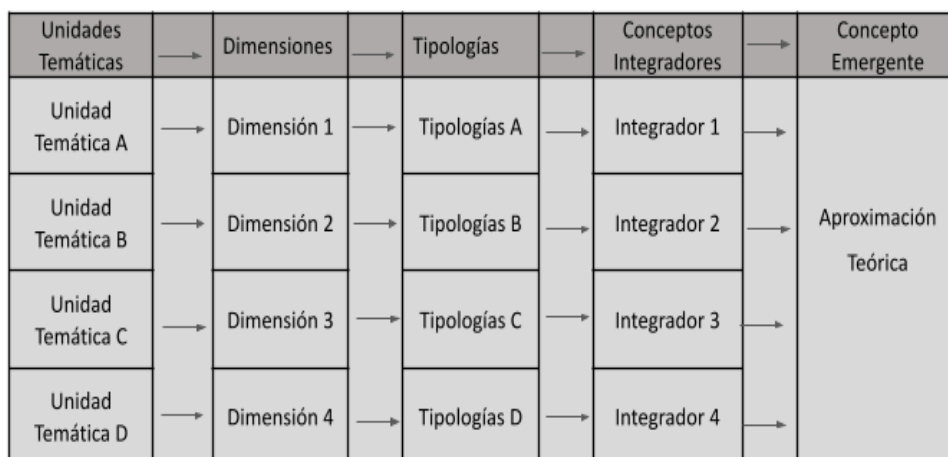 Unidades
Temáticas
Dimensiones
Tipologías
Conceptos
Integradores
Concepto
Emergente
Unidad
Temática A
Dimensión 1
Tipologías A
Integrador 1
Unidad
Temática B
Dimensión 2
Tipologías B
Integrador 2
Aproximación
Teórica
Unidad
Temática C
Dimensión 3
Tipologías C
Integrador 3
Unidad
Temática D
Dimensión 4
Tipologías D
Integrador 4